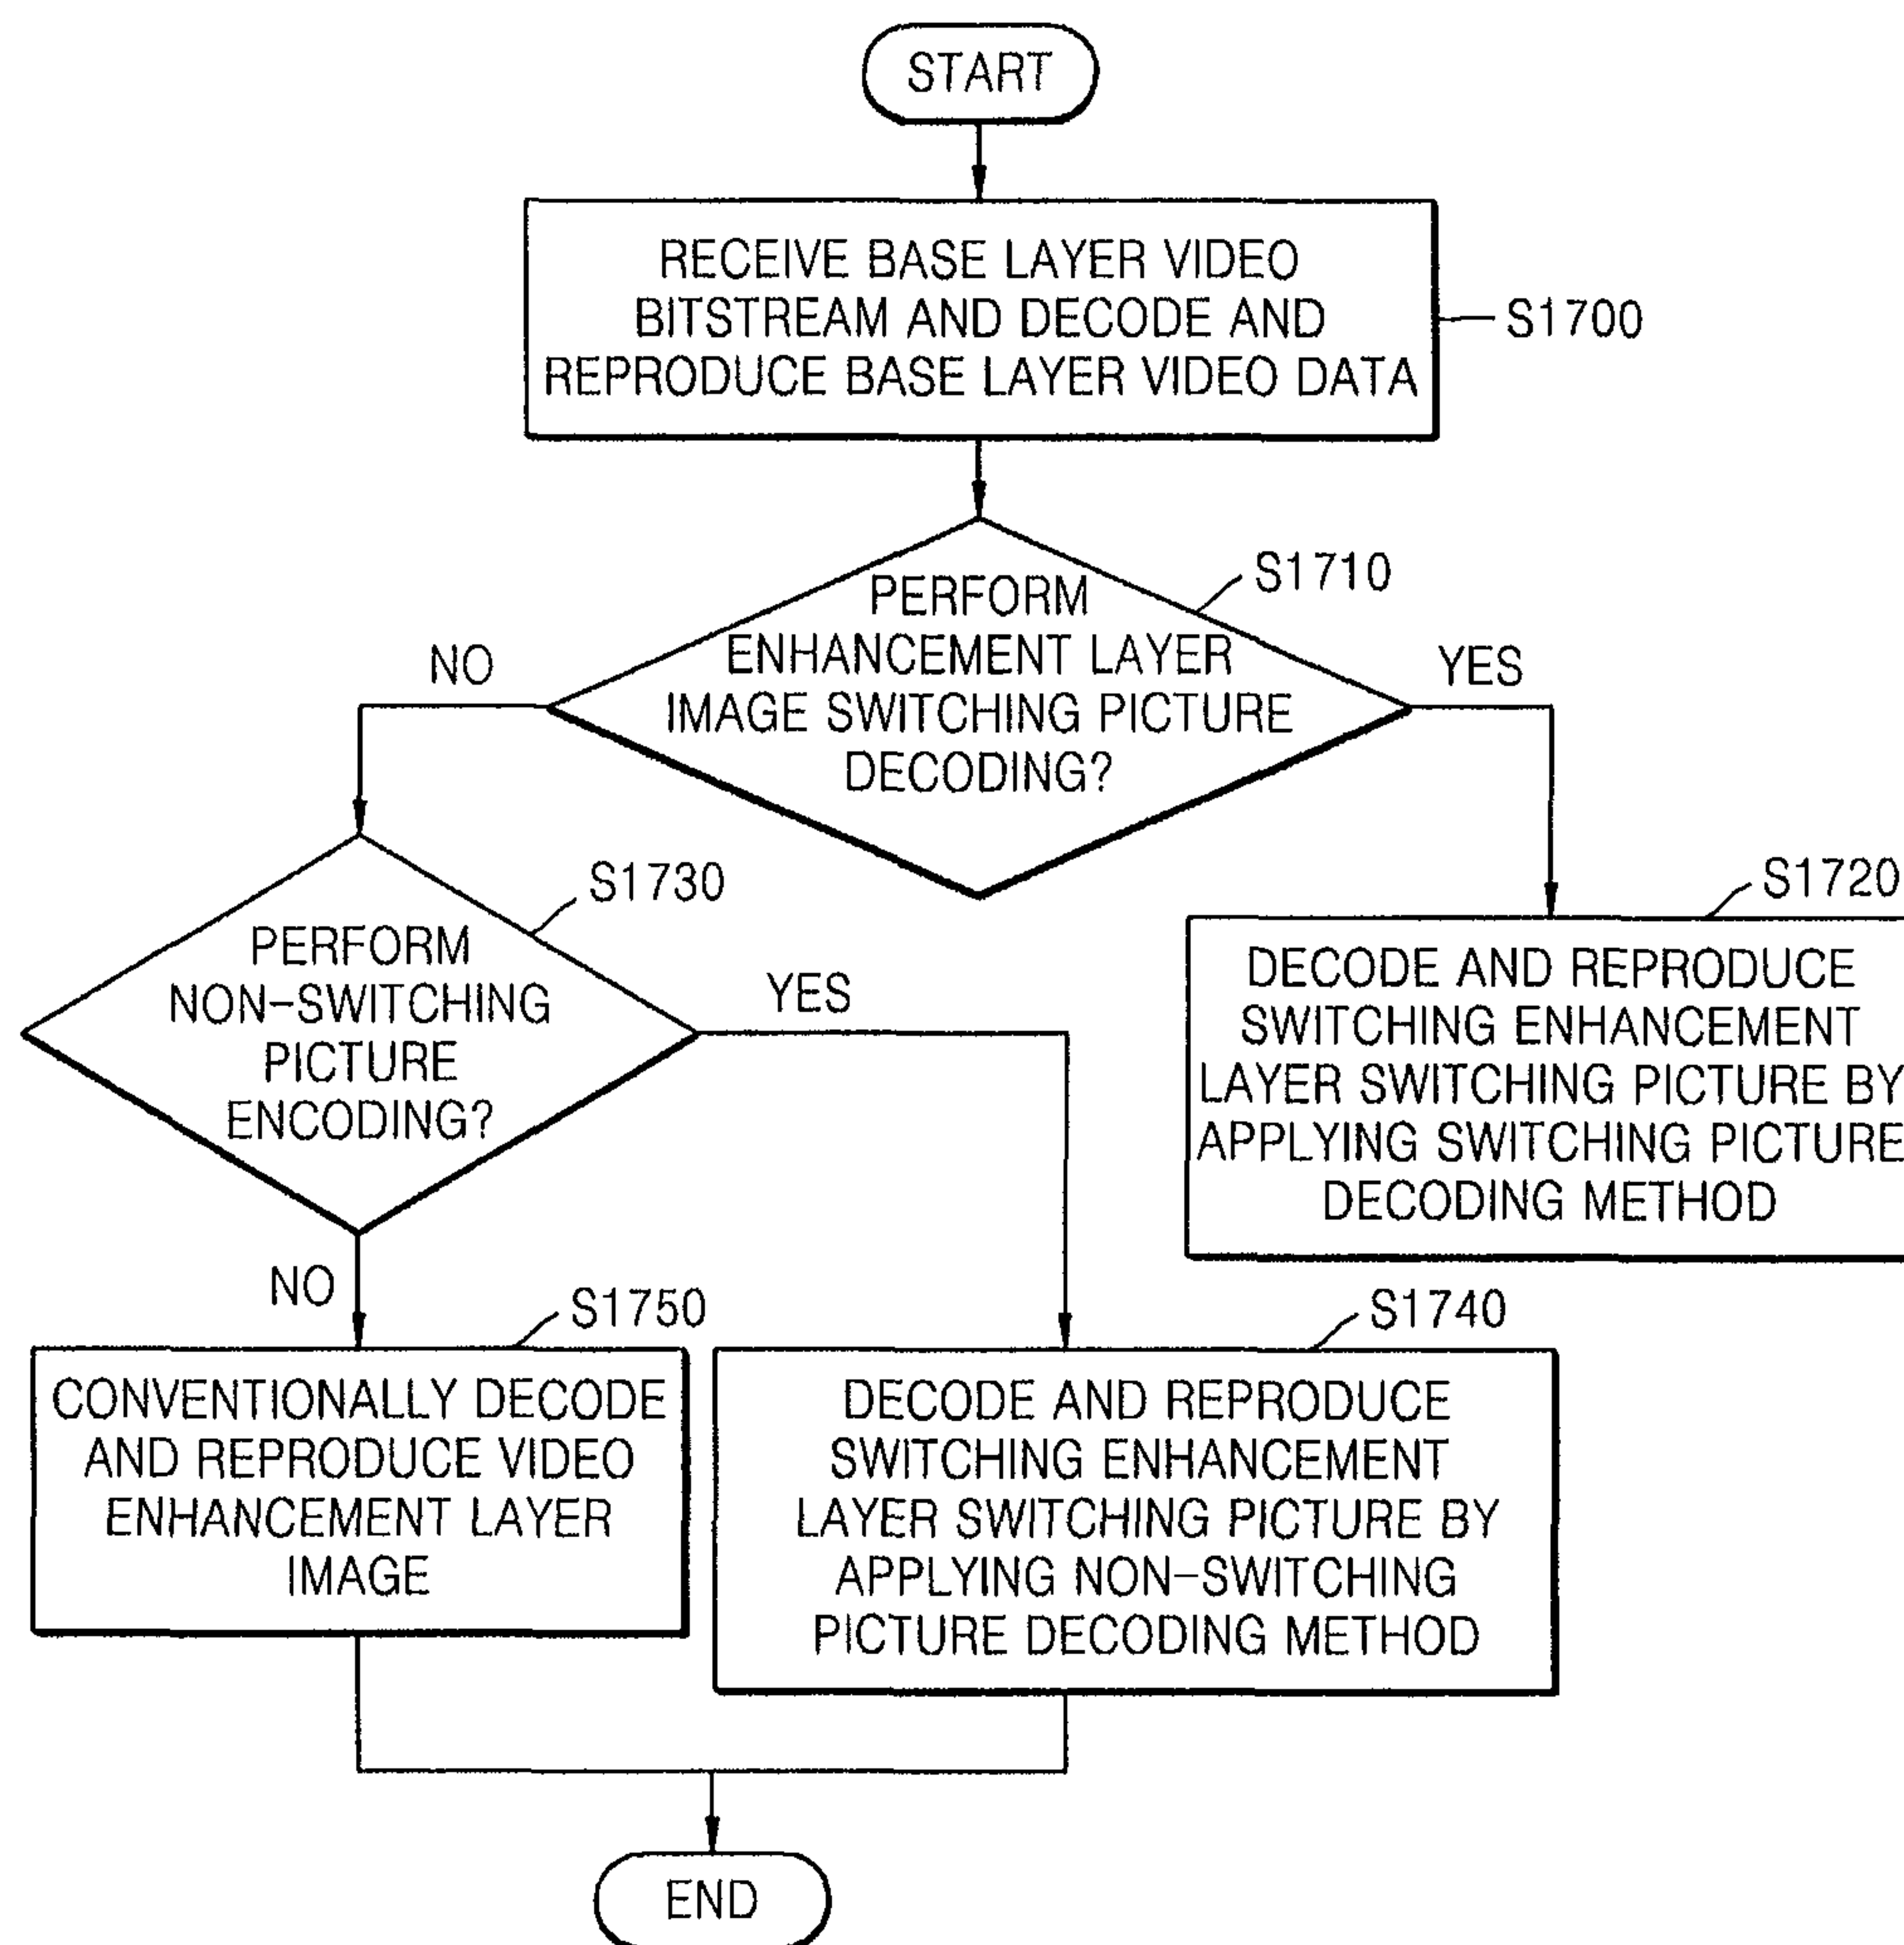 START
RECEIVE BASE LAYER VIDEO
BITSTREAM AND DECODE AND
REPRODUCE BASE LAYER VIDEO DATA
S1700
S1710
PERFORM
ENHANCEMENT LAYER
IMAGE SWITCHING PICTURE
DECODING?
NO
YES
S1730
PERFORM
NON-SWITCHING
PICTURE
ENCODING?
YES
S1720
DECODE AND REPRODUCE
SWITCHING ENHANCEMENT
LAYER SWITCHING PICTURE BY
APPLYING SWITCHING PICTURE
DECODING METHOD
NO
S1750
CONVENTIONALLY DECODE
AND REPRODUCE VIDEO
ENHANCEMENT LAYER
IMAGE
S1740
DECODE AND REPRODUCE
SWITCHING ENHANCEMENT
LAYER SWITCHING PICTURE BY
APPLYING NON-SWITCHING
PICTURE DECODING METHOD
END